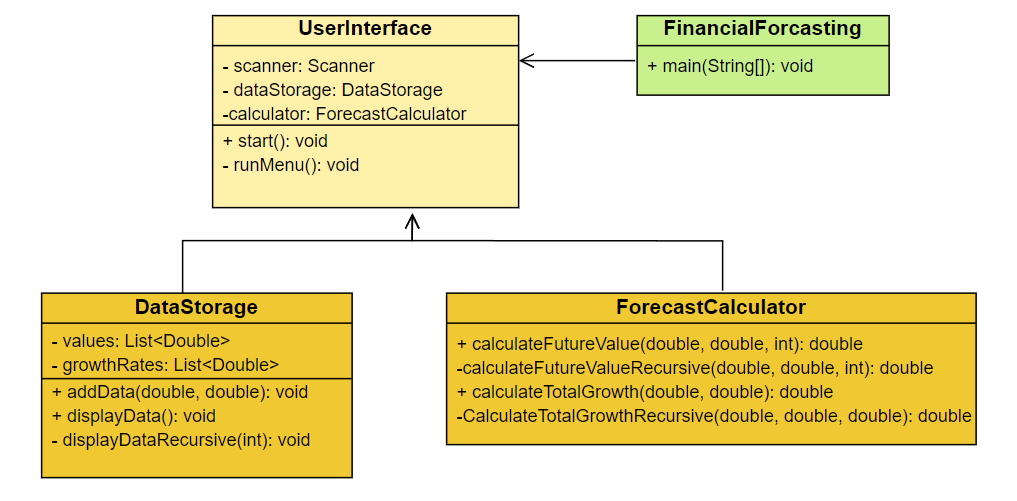 UserInterface
- scanner: Scanner
- dataStorage: DataStorage
-calculator: ForecastCalculator
+ start(): void
- runMenu(): void
FinancialForcasting
+ main(String[]): void
DataStorage
- values: List<Double>
- growthRates: List<Double>
+ addData(double, double): void
+ displayData(): void
- displayDataRecursive(int): void
ForecastCalculator
+ calculateFutureValue(double, double, int): double
-calculateFutureValueRecursive(double, double, int): double
+ calculateTotalGrowth(double, double): double
-CalculateTotalGrowthRecursive(double, double, double): double